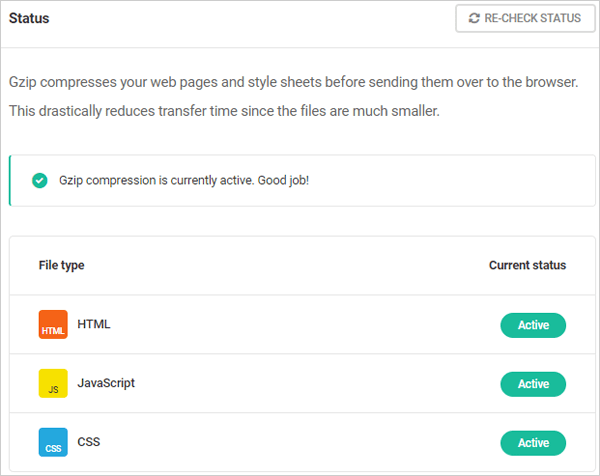 Status
RE-CHECK STATUS
Gzip compresses your web pages and style sheets before sending them over to the browser.
This drastically reduces transfer time since the files are much smaller.
Gzip compression is currently active. Good job!
File type Current status
HTML HTML Active
JS JavaScript Active
CSS CSS Active